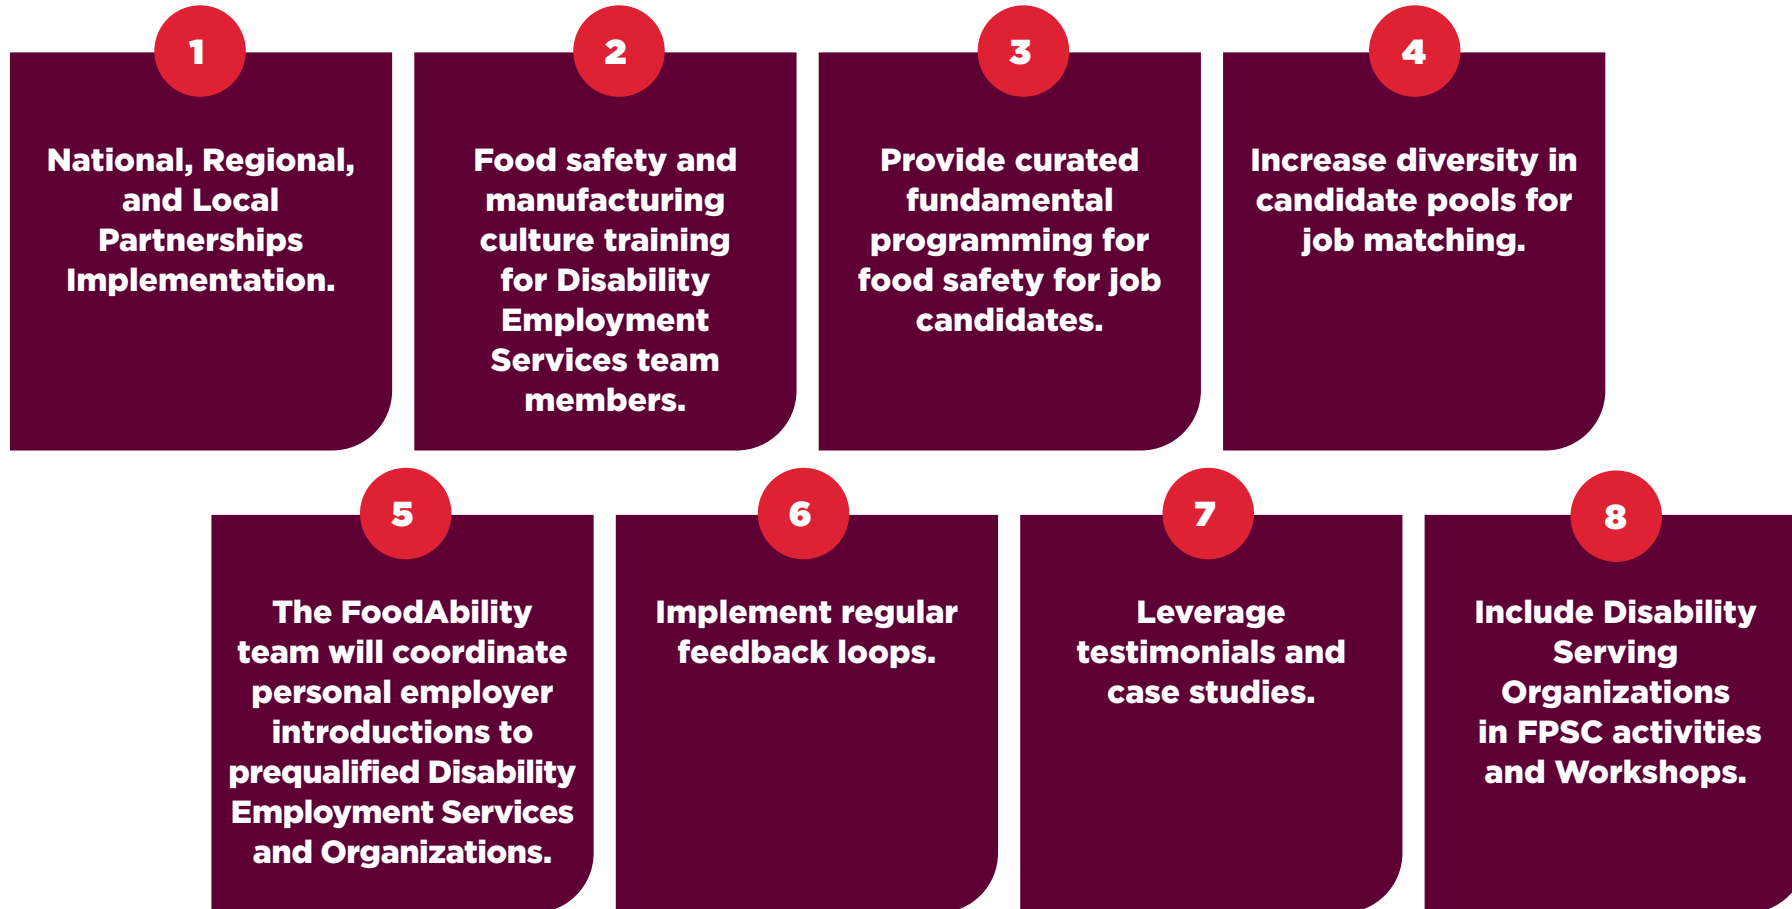 1
National, Regional,
and Local
Partnerships
Implementation.
2
Food safety and
manufacturing
culture training
for Disability
Employment
Services team
members.
3
Provide curated
fundamental
programming for
food safety for job
candidates.
4
Increase diversity in
candidate pools for
job matching.
5
The FoodAbility
team will coordinate
personal employer
introductions to
prequalified Disability
Employment Services
and Organizations.
6
Implement regular
feedback loops.
7
Leverage
testimonials and
case studies.
8
Include Disability
Serving
Organizations
in FPSC activities
and Workshops.